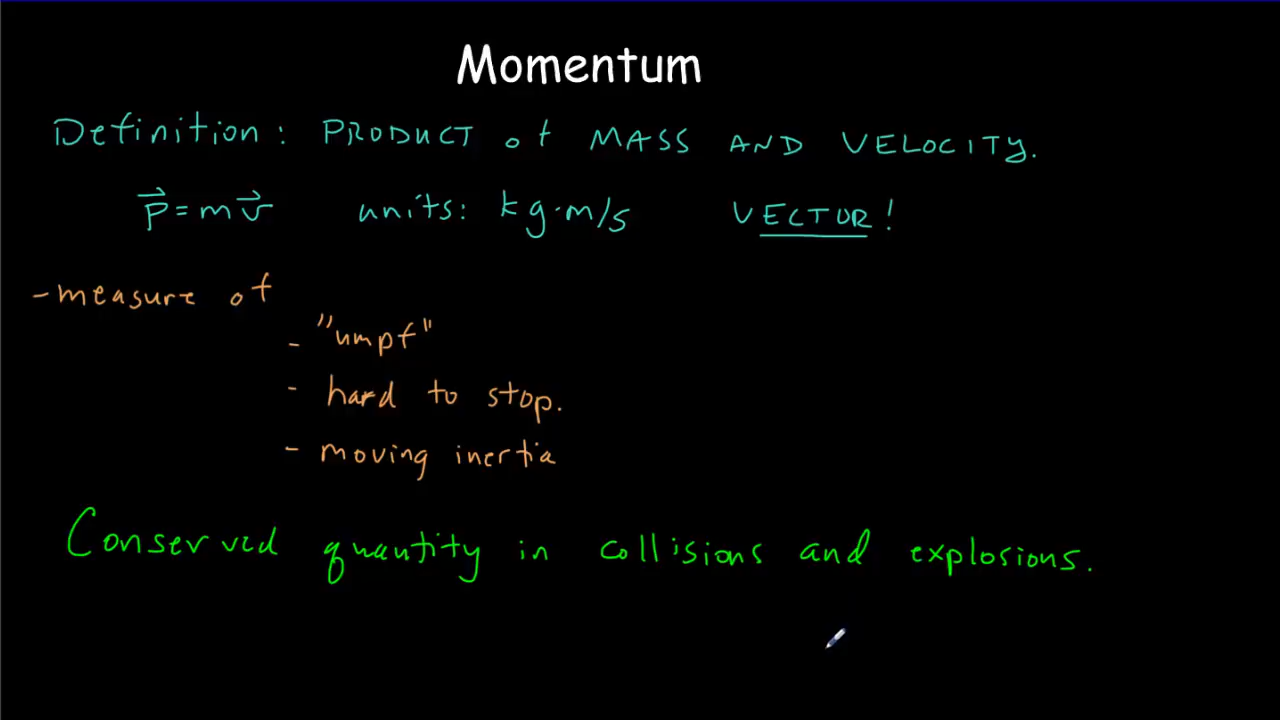 Momentum
Definition: PRODUCT of MASS AND VELOCITY.
p⃗ = m v⃗ units: kg·m/s VECTOR!
- measure of
- "umpf"
- hard to stop.
- moving inertia
Conserved quantity in collisions and explosions.